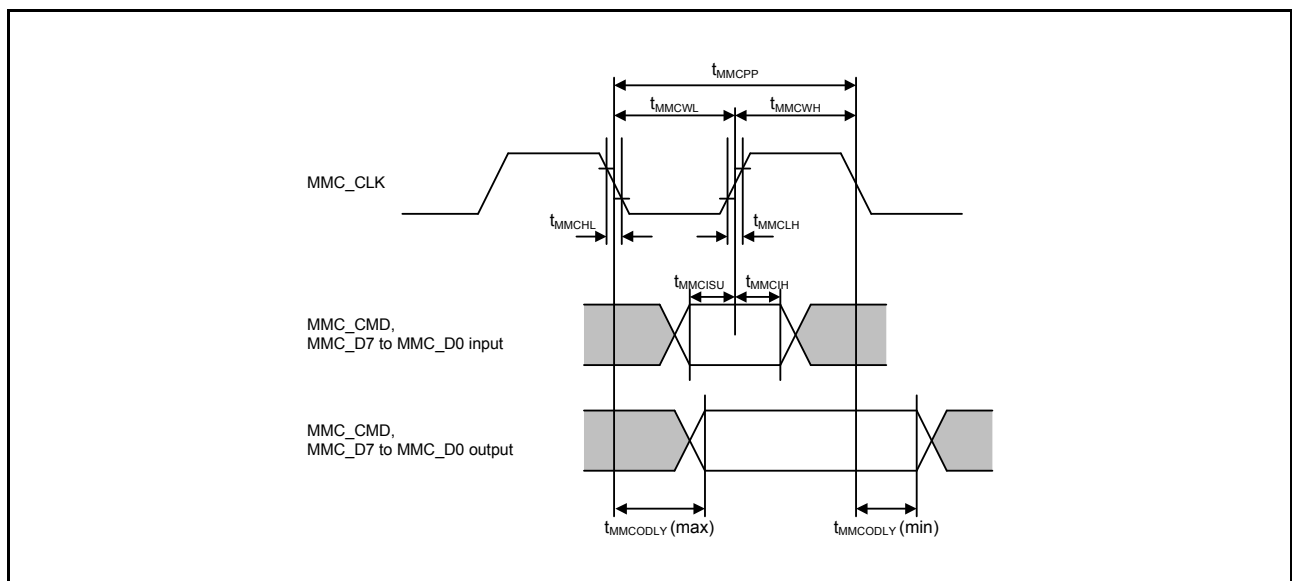 tMMCPP
tMMCWL tMMCWH
MMC_CLK
tMMCHL tMMCLH
tMMCISU tMMCIH
MMC_CMD,
MMC_D7 to MMC_D0 input
MMC_CMD,
MMC_D7 to MMC_D0 output
tMMCODLY (max) tMMCODLY (min)